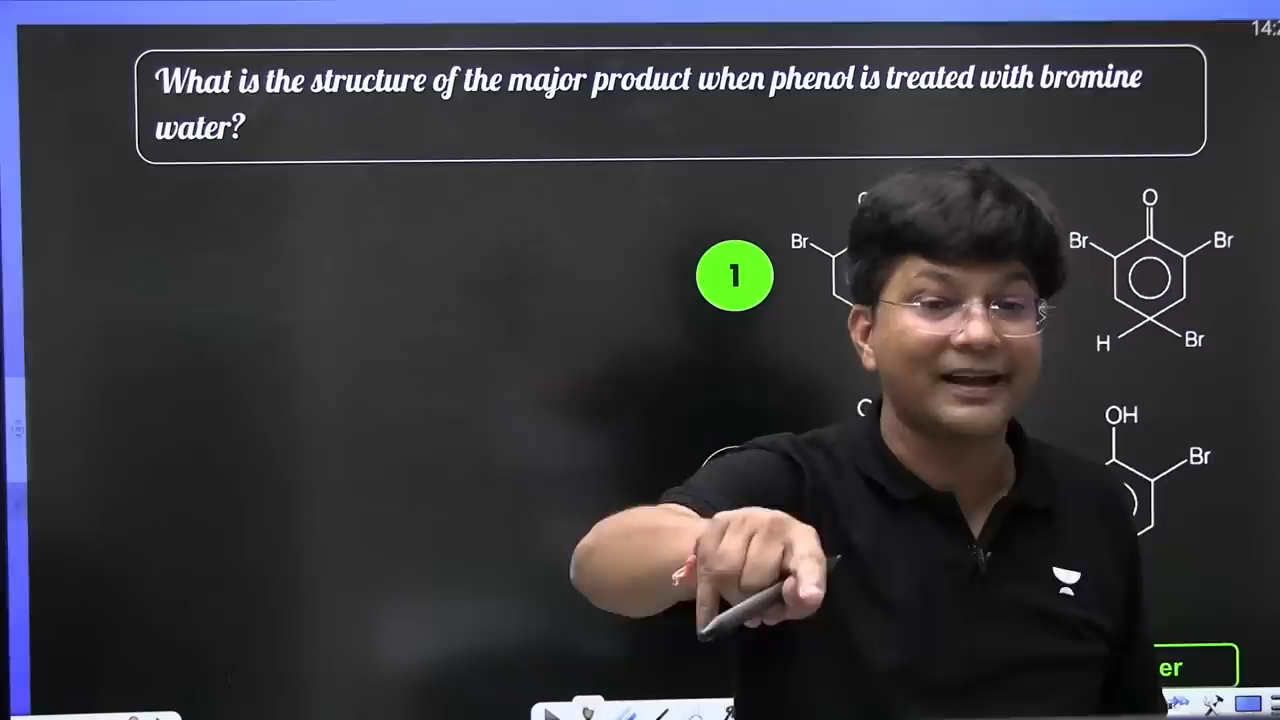 What is the structure of the major product when phenol is treated with bromine
water?
1
Br
O
Br
Br
H
Br
OH
Br
er